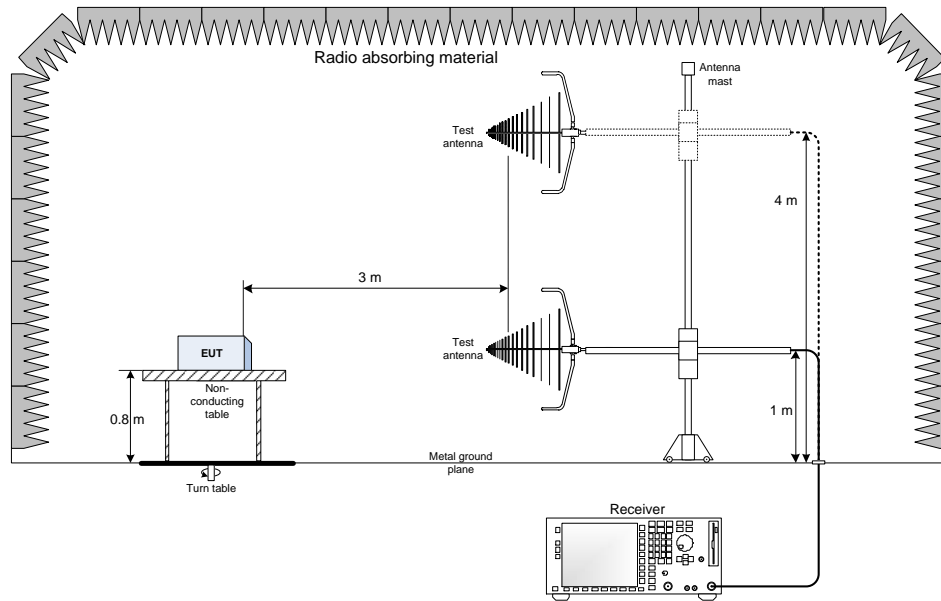 Radio absorbing material
Antenna
mast
Test
antenna
4 m
3 m
Test
antenna
EUT
Non-
conducting table
0.8 m
1 m
Metal ground
plane
Turn table
Receiver